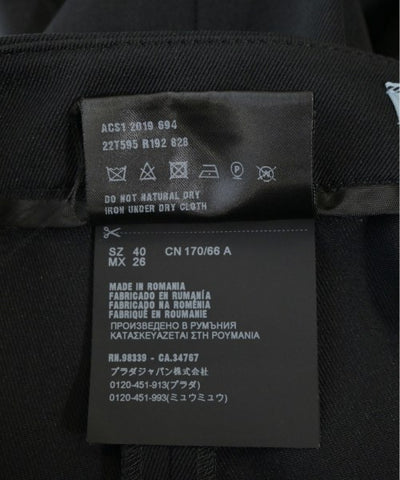 ACS1 2019 694
22T595 R192 828
DO NOT NATURAL DRY
IRON UNDER DRY CLOTH
SZ 40 CN 170/66 A
MX 26
MADE IN ROMANIA
FABRICADO EN RUMANÍA
FABRICADO NA ROMÉNIA
FABRIQUÉ EN ROUMANIE
ПРОИЗВЕДЕНО В РУМЪНИЯ
ΚΑΤΑΣΚΕΥΑΖΕΤΑΙ ΣΤΗ ΡΟΥΜΑΝΙΑ
RN.98339 - CA.34767
プラダジャパン株式会社
0120-451-913(プラダ)
0120-451-993(ミュウミュウ)